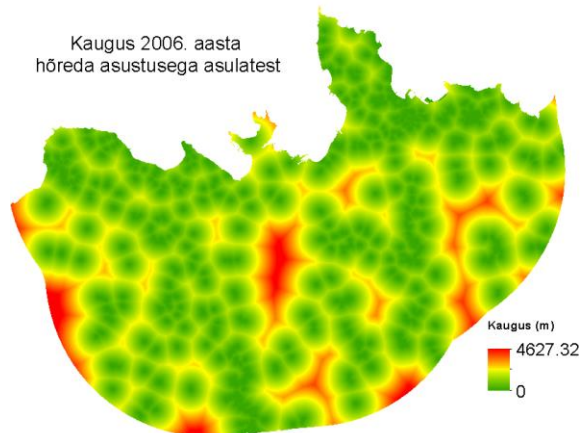 Kaugus 2006. aasta
hõreda asustusega asulatest
Kaugus (m)
4627.32
0